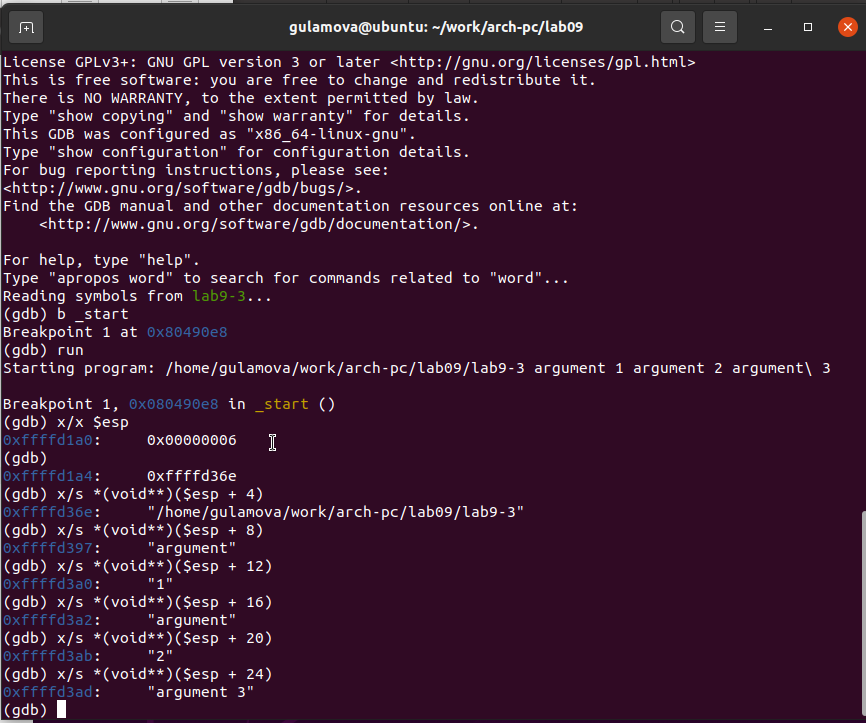 gulamova@ubuntu: ~/work/arch-pc/lab09
License GPLv3+: GNU GPL version 3 or later <http://gnu.org/licenses/gpl.html>
This is free software: you are free to change and redistribute it.
There is NO WARRANTY, to the extent permitted by law.
Type "show copying" and "show warranty" for details.
This GDB was configured as "x86_64-linux-gnu".
Type "show configuration" for configuration details.
For bug reporting instructions, please see:
<http://www.gnu.org/software/gdb/bugs/>.
Find the GDB manual and other documentation resources online at:
    <http://www.gnu.org/software/gdb/documentation/>.

For help, type "help".
Type "apropos word" to search for commands related to "word"...
Reading symbols from lab9-3...
(gdb) b _start
Breakpoint 1 at 0x80490e8
(gdb) run
Starting program: /home/gulamova/work/arch-pc/lab09/lab9-3 argument 1 argument 2 argument\ 3

Breakpoint 1, 0x080490e8 in _start ()
(gdb) x/x $esp
0xffffd1a0:     0x00000006
(gdb)
0xffffd1a4:     0xffffd36e
(gdb) x/s *(void**)($esp + 4)
0xffffd36e:     "/home/gulamova/work/arch-pc/lab09/lab9-3"
(gdb) x/s *(void**)($esp + 8)
0xffffd397:     "argument"
(gdb) x/s *(void**)($esp + 12)
0xffffd3a0:     "1"
(gdb) x/s *(void**)($esp + 16)
0xffffd3a2:     "argument"
(gdb) x/s *(void**)($esp + 20)
0xffffd3ab:     "2"
(gdb) x/s *(void**)($esp + 24)
0xffffd3ad:     "argument 3"
(gdb)